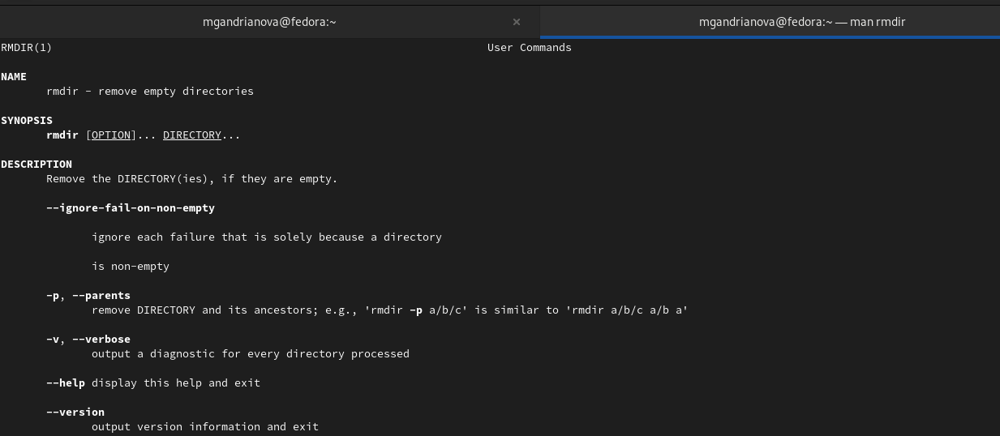 mgandrianova@fedora:~ × mgandrianova@fedora:~ — man rmdir
RMDIR(1) User Commands
NAME
rmdir - remove empty directories
SYNOPSIS
rmdir [OPTION]... DIRECTORY...
DESCRIPTION
Remove the DIRECTORY(ies), if they are empty.
--ignore-fail-on-non-empty
ignore each failure that is solely because a directory
is non-empty
-p, --parents
remove DIRECTORY and its ancestors; e.g., 'rmdir -p a/b/c' is similar to 'rmdir a/b/c a/b a'
-v, --verbose
output a diagnostic for every directory processed
--help display this help and exit
--version
output version information and exit